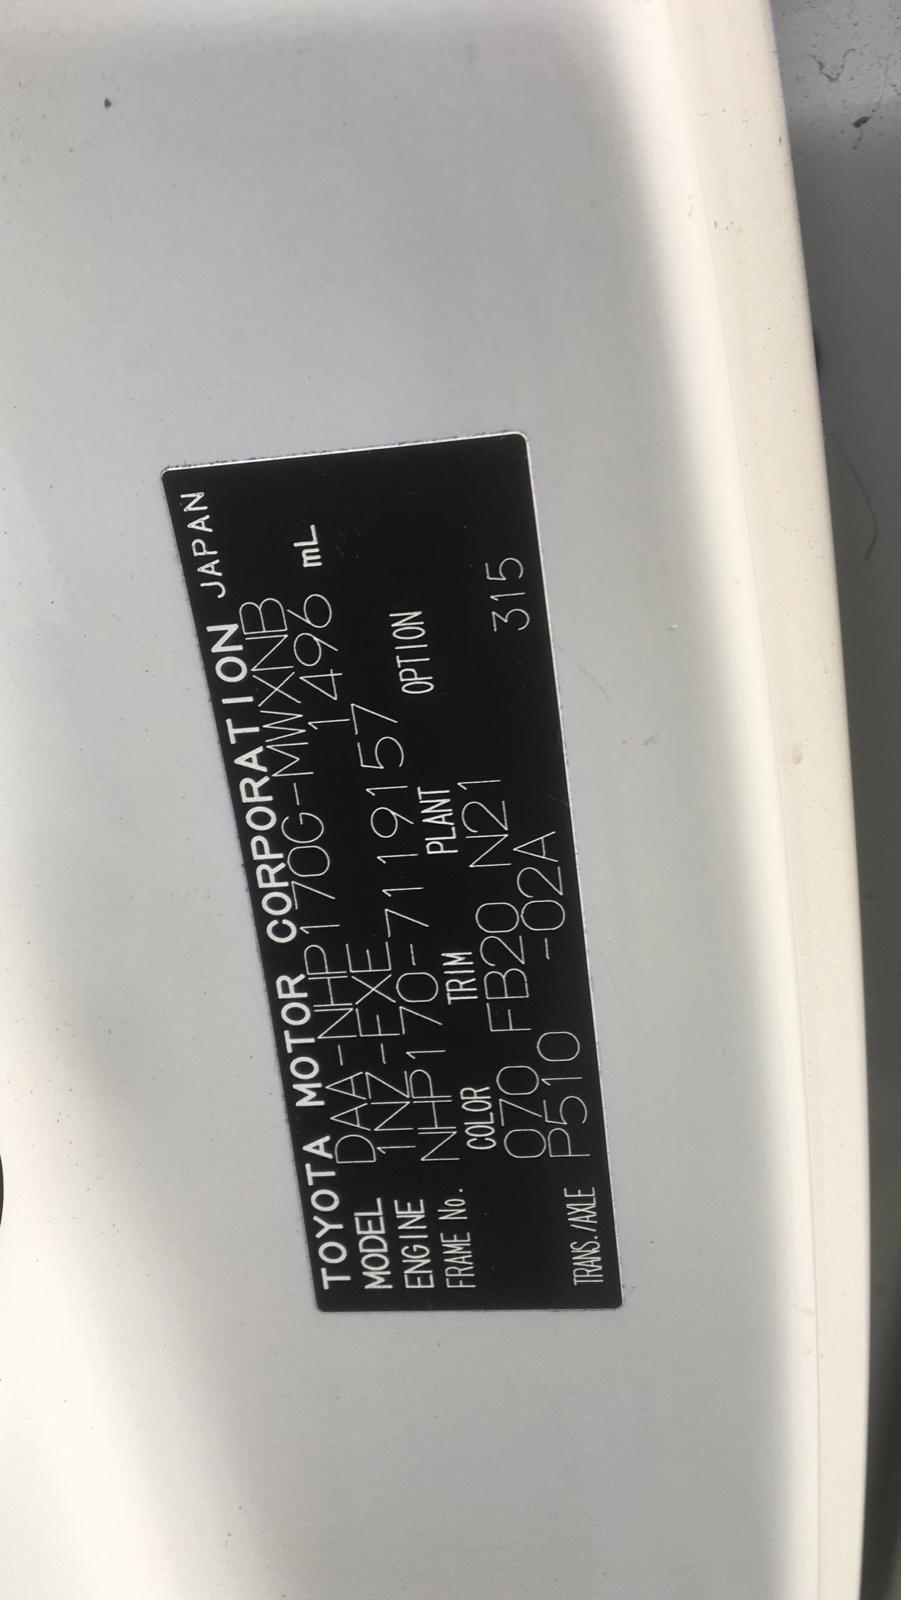 TOYOTA MOTOR CORPORATION JAPAN
MODEL DAA-NHP170G-MWXNB
ENGINE 1NZ-FXE 1496 mL
FRAME No. NHP170-7119157
COLOR TRIM PLANT OPTION
070 FB20 N21 315
TRANS./AXLE P510 -02A